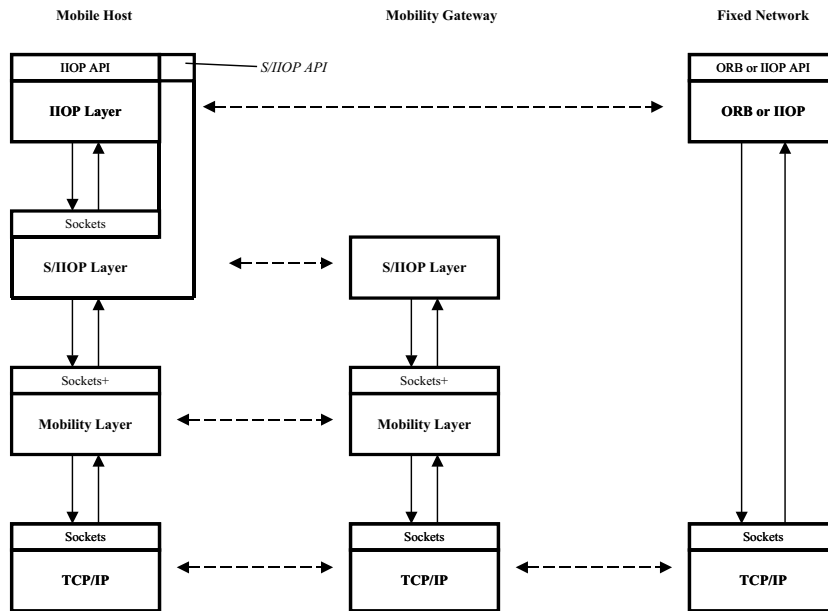 Mobile Host
Mobility Gateway
Fixed Network
IIOP API
S/IIOP API
ORB or IIOP API
IIOP Layer
ORB or IIOP
Sockets
S/IIOP Layer
S/IIOP Layer
Sockets+
Sockets+
Mobility Layer
Mobility Layer
Sockets
Sockets
Sockets
TCP/IP
TCP/IP
TCP/IP